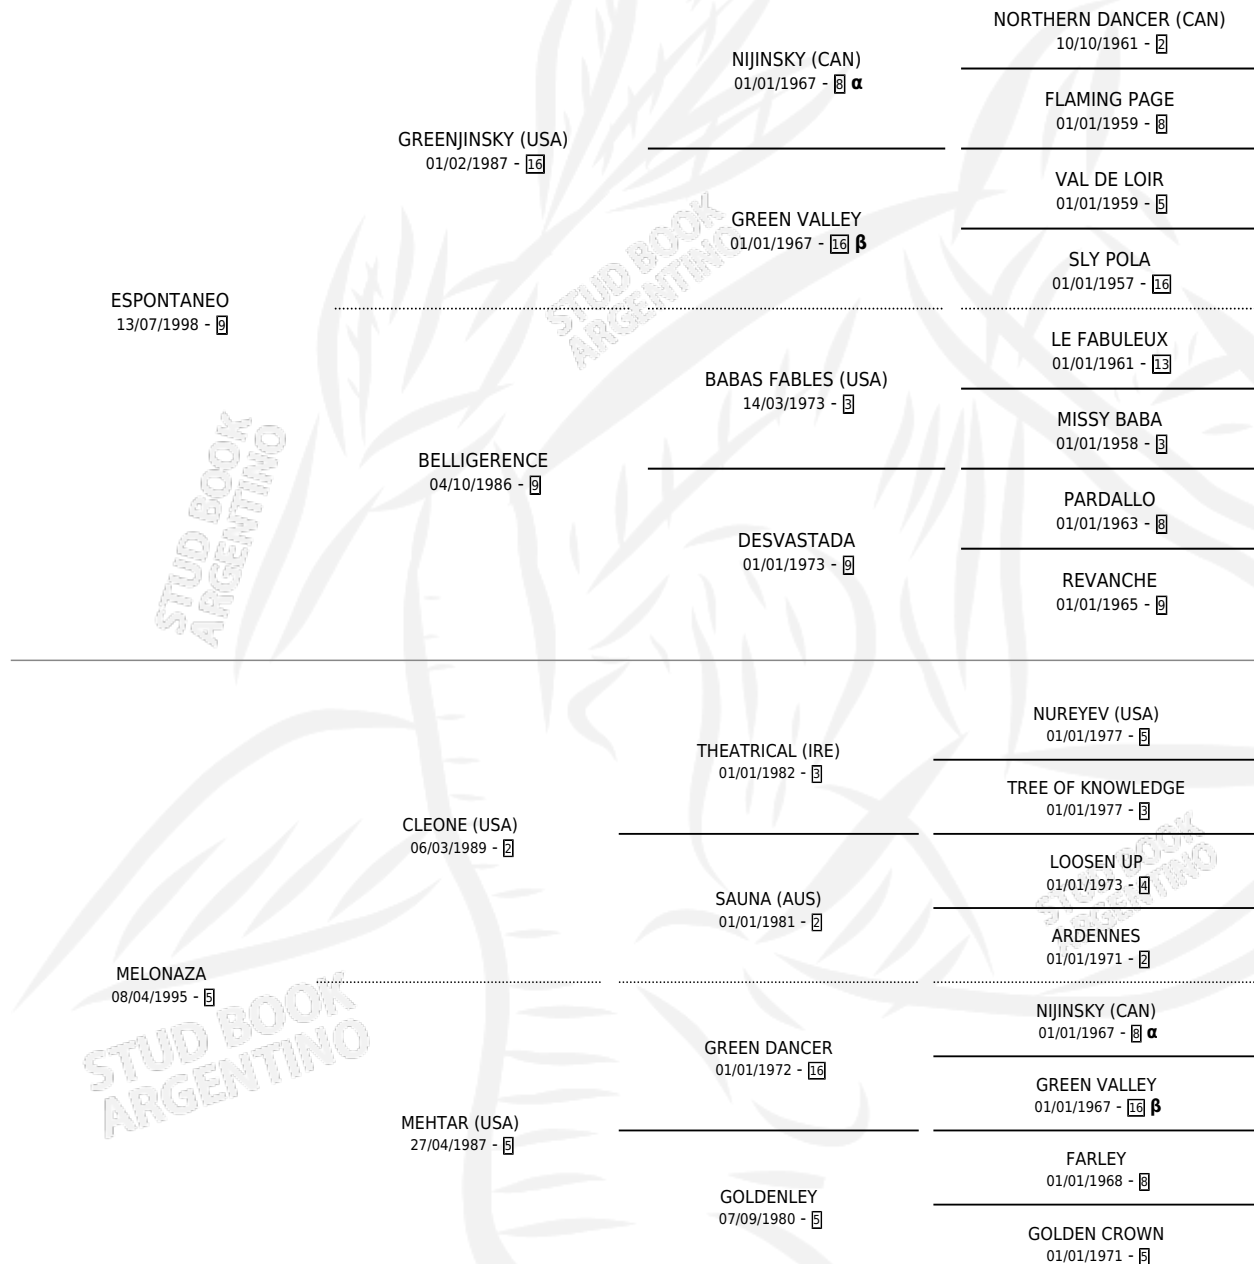 NORTHERN DANCER (CAN)
10/10/1961 - 2
NIJINSKY (CAN)
01/01/1967 - 8 α
FLAMING PAGE
01/01/1959 - 8
GREENJINSKY (USA)
01/02/1987 - 16
VAL DE LOIR
01/01/1959 - 5
GREEN VALLEY
01/01/1967 - 16 β
SLY POLA
01/01/1957 - 16
STUD BOOK
ARGENTINO
ESPONTANEO
13/07/1998 - 9
LE FABULEUX
01/01/1961 - 13
BABAS FABLES (USA)
14/03/1973 - 3
MISSY BABA
01/01/1958 - 3
BELLIGERENCE
04/10/1986 - 9
PARDALLO
01/01/1963 - 8
DESVASTADA
01/01/1973 - 9
REVANCHE
01/01/1965 - 9
STUD BOOK
ARGENTINO
NUREYEV (USA)
01/01/1977 - 5
THEATRICAL (IRE)
01/01/1982 - 3
TREE OF KNOWLEDGE
01/01/1977 - 3
CLEONE (USA)
06/03/1989 - 2
LOOSEN UP
01/01/1973 - 4
SAUNA (AUS)
01/01/1981 - 2
ARDENNES
01/01/1971 - 2
STUD BOOK
ARGENTINO
MELONAZA
08/04/1995 - 5
NIJINSKY (CAN)
01/01/1967 - 8 α
GREEN DANCER
01/01/1972 - 16
GREEN VALLEY
01/01/1967 - 16 β
STUD BOOK
ARGENTINO
MEHTAR (USA)
27/04/1987 - 5
FARLEY
01/01/1968 - 8
GOLDENLEY
07/09/1980 - 5
GOLDEN CROWN
01/01/1971 - 5